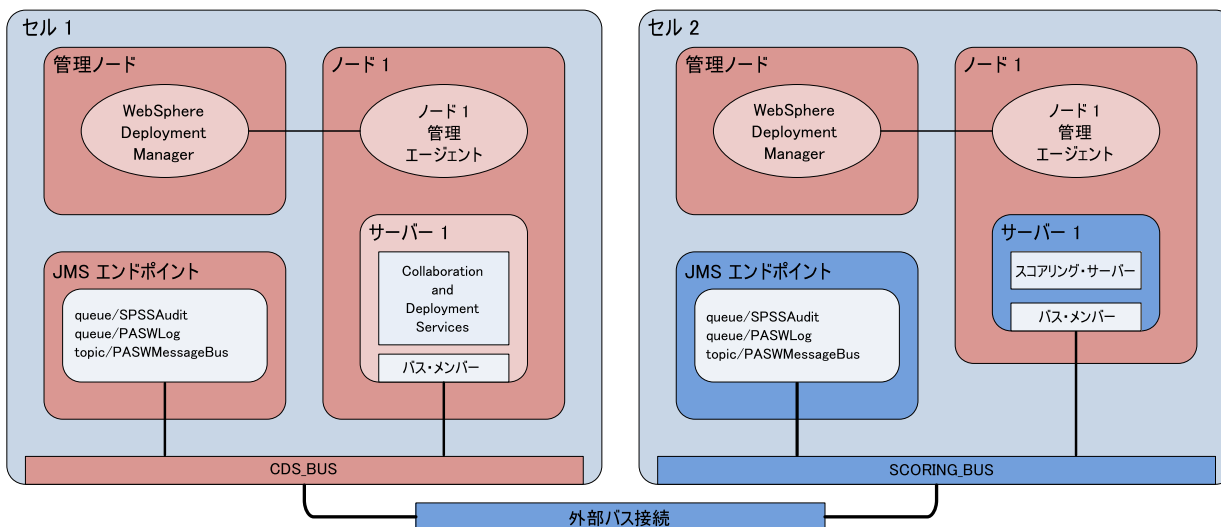 セル 1
管理ノード
WebSphere
Deployment
Manager
ノード 1
ノード 1
管理
エージェント
サーバー 1
Collaboration
and
Deployment
Services
バス・メンバー
JMS エンドポイント
queue/SPSSAudit
queue/PASWLog
topic/PASWMessageBus
CDS_BUS
セル 2
管理ノード
WebSphere
Deployment
Manager
ノード 1
ノード 1
管理
エージェント
サーバー 1
スコアリング・サーバー
バス・メンバー
JMS エンドポイント
queue/SPSSAudit
queue/PASWLog
topic/PASWMessageBus
SCORING_BUS
外部バス接続